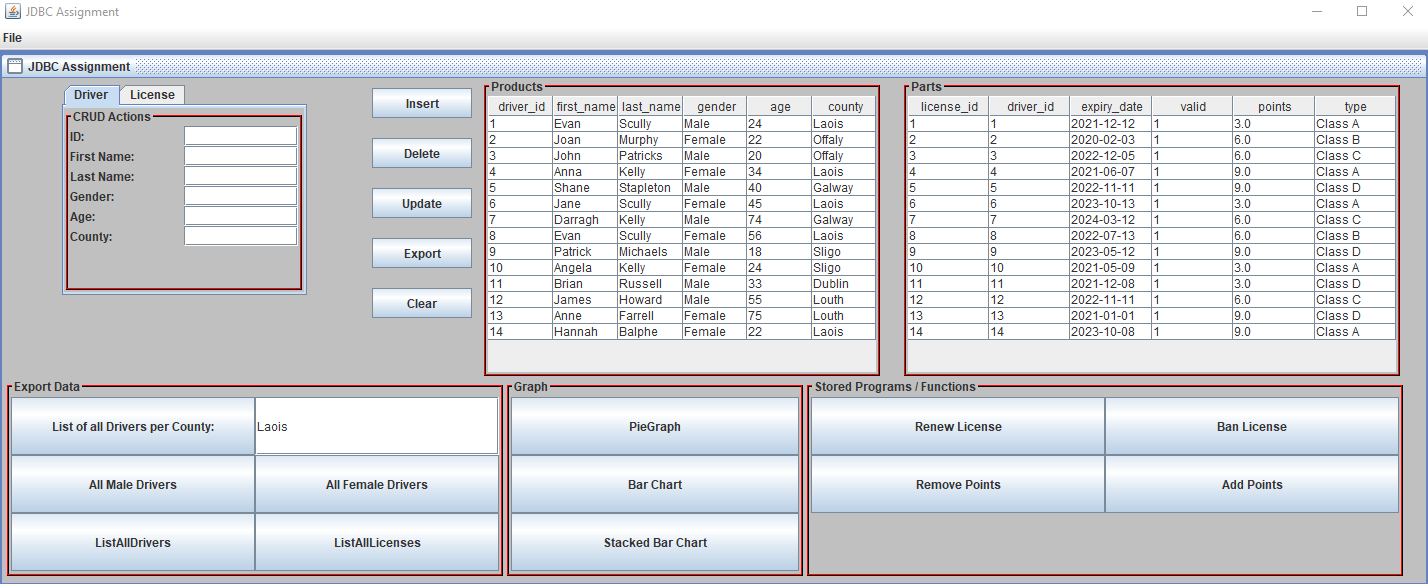 JDBC Assignment
File
JDBC Assignment
Driver License
CRUD Actions
ID:
First Name:
Last Name:
Gender:
Age:
County:
Insert
Delete
Update
Export
Clear
Products
driver_id first_name last_name gender age county
1 Evan Scully Male 24 Laois
2 Joan Murphy Female 22 Offaly
3 John Patricks Male 20 Offaly
4 Anna Kelly Female 34 Laois
5 Shane Stapleton Male 40 Galway
6 Jane Scully Female 45 Laois
7 Darragh Kelly Male 74 Galway
8 Evan Scully Female 56 Laois
9 Patrick Michaels Male 18 Sligo
10 Angela Kelly Female 24 Sligo
11 Brian Russell Male 33 Dublin
12 James Howard Male 55 Louth
13 Anne Farrell Female 75 Louth
14 Hannah Balphe Female 22 Laois
Parts
license_id driver_id expiry_date valid points type
1 1 2021-12-12 1 3.0 Class A
2 2 2020-02-03 1 6.0 Class B
3 3 2022-12-05 1 6.0 Class C
4 4 2021-06-07 1 9.0 Class A
5 5 2022-11-11 1 9.0 Class D
6 6 2023-10-13 1 3.0 Class A
7 7 2024-03-12 1 6.0 Class C
8 8 2022-07-13 1 6.0 Class B
9 9 2023-05-12 1 9.0 Class D
10 10 2021-05-09 1 3.0 Class A
11 11 2021-12-08 1 3.0 Class D
12 12 2022-11-11 1 6.0 Class C
13 13 2021-01-01 1 9.0 Class D
14 14 2023-10-08 1 9.0 Class A
Export Data
List of all Drivers per County: Laois
All Male Drivers All Female Drivers
ListAllDrivers ListAllLicenses
Graph
PieGraph
Bar Chart
Stacked Bar Chart
Stored Programs / Functions
Renew License Ban License
Remove Points Add Points